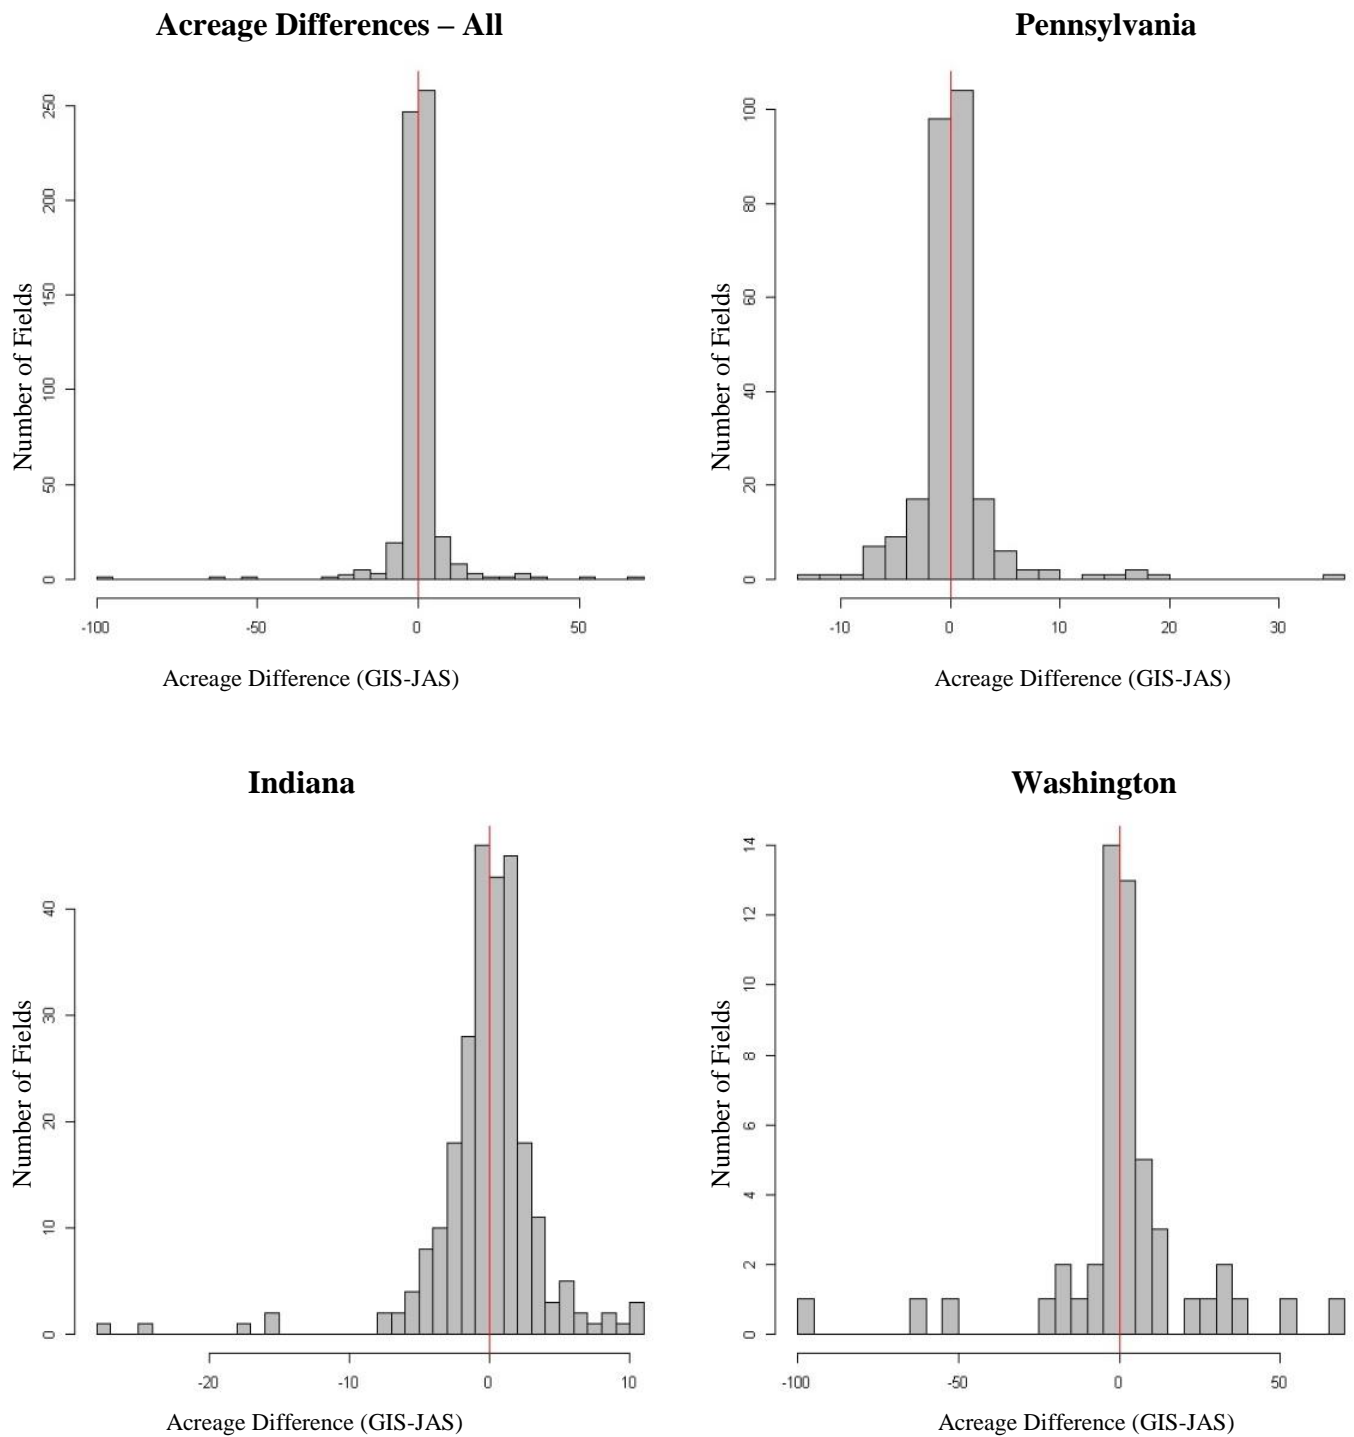 Acreage Differences – All
Number of Fields
0 50 100 150 200 250
-100 -50 0 50
Acreage Difference (GIS-JAS)
Pennsylvania
Number of Fields
0 20 40 60 80 100
-10 0 10 20 30
Acreage Difference (GIS-JAS)
Indiana
Number of Fields
0 10 20 30 40
-20 -10 0 10
Acreage Difference (GIS-JAS)
Washington
Number of Fields
0 2 4 6 8 10 12 14
-100 -50 0 50
Acreage Difference (GIS-JAS)